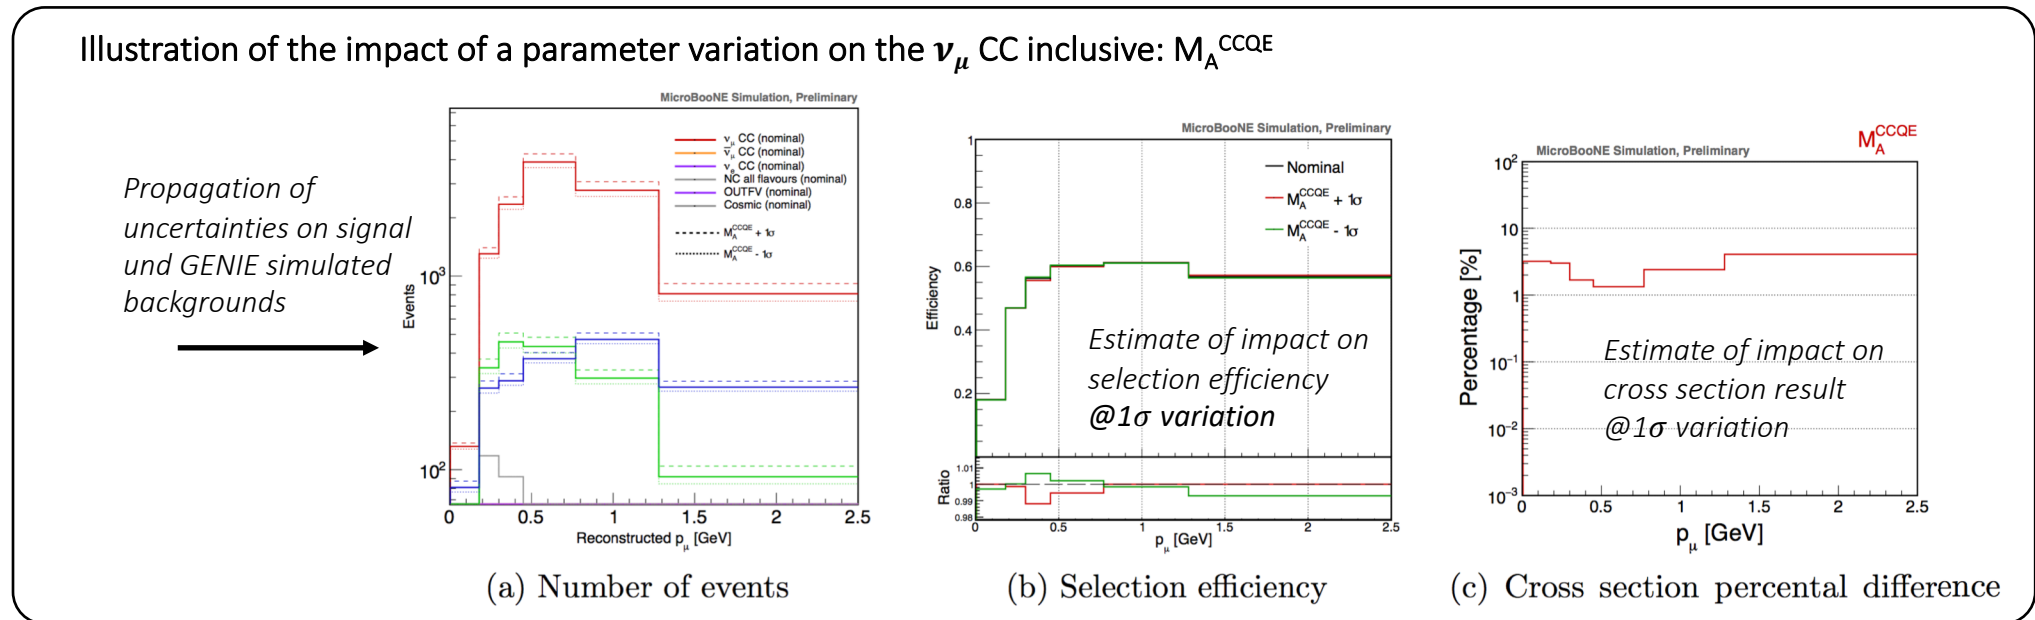 Illustration of the impact of a parameter variation on the 𝝂𝝁 CC inclusive: M_A^CCQE
Propagation of
uncertainties on signal
und GENIE simulated
backgrounds
MicroBooNE Simulation, Preliminary
ν_μ CC (nominal)
ν̄_μ CC (nominal)
ν_e CC (nominal)
NC all flavours (nominal)
OUTFV (nominal)
Cosmic (nominal)
M_A^CCQE + 1σ
M_A^CCQE - 1σ
Events
10^3
10^2
0 0.5 1 1.5 2 2.5
Reconstructed p_μ [GeV]
(a) Number of events
MicroBooNE Simulation, Preliminary
Nominal
M_A^CCQE + 1σ
M_A^CCQE - 1σ
Efficiency
1
0.8
0.6
0.4
0.2
Estimate of impact on
selection efficiency
@1σ variation
Ratio
1.01
1
0.99
0.98
0 0.5 1 1.5 2 2.5
p_μ [GeV]
(b) Selection efficiency
M_A^CCQE
MicroBooNE Simulation, Preliminary
Percentage [%]
10^2
10
1
10^-1
10^-2
10^-3
Estimate of impact on
cross section result
@1σ variation
0 0.5 1 1.5 2 2.5
p_μ [GeV]
(c) Cross section percental difference